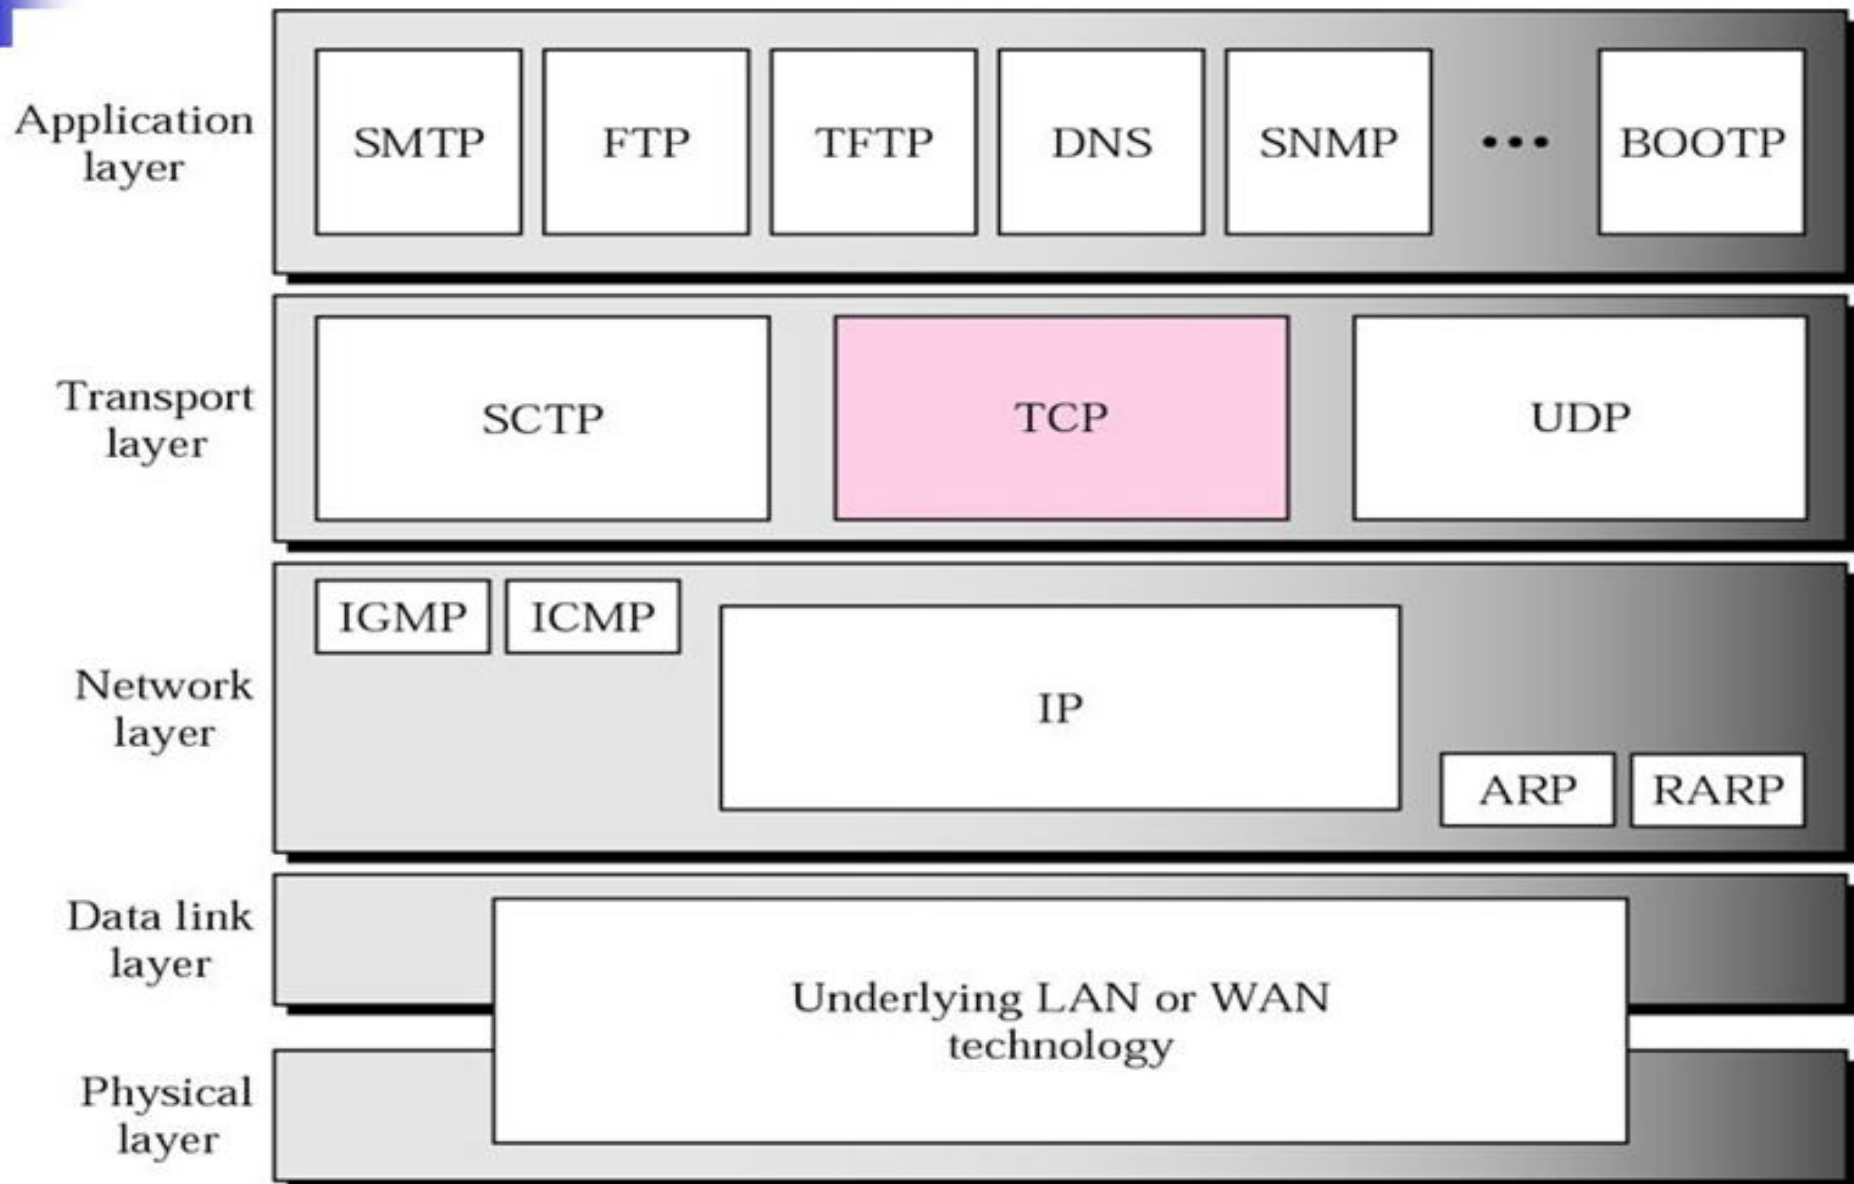 Application
layer
SMTP
FTP
TFTP
DNS
SNMP
...
BOOTP
Transport
layer
SCTP
TCP
UDP
Network
layer
IGMP
ICMP
IP
ARP
RARP
Data link
layer
Underlying LAN or WAN
technology
Physical
layer